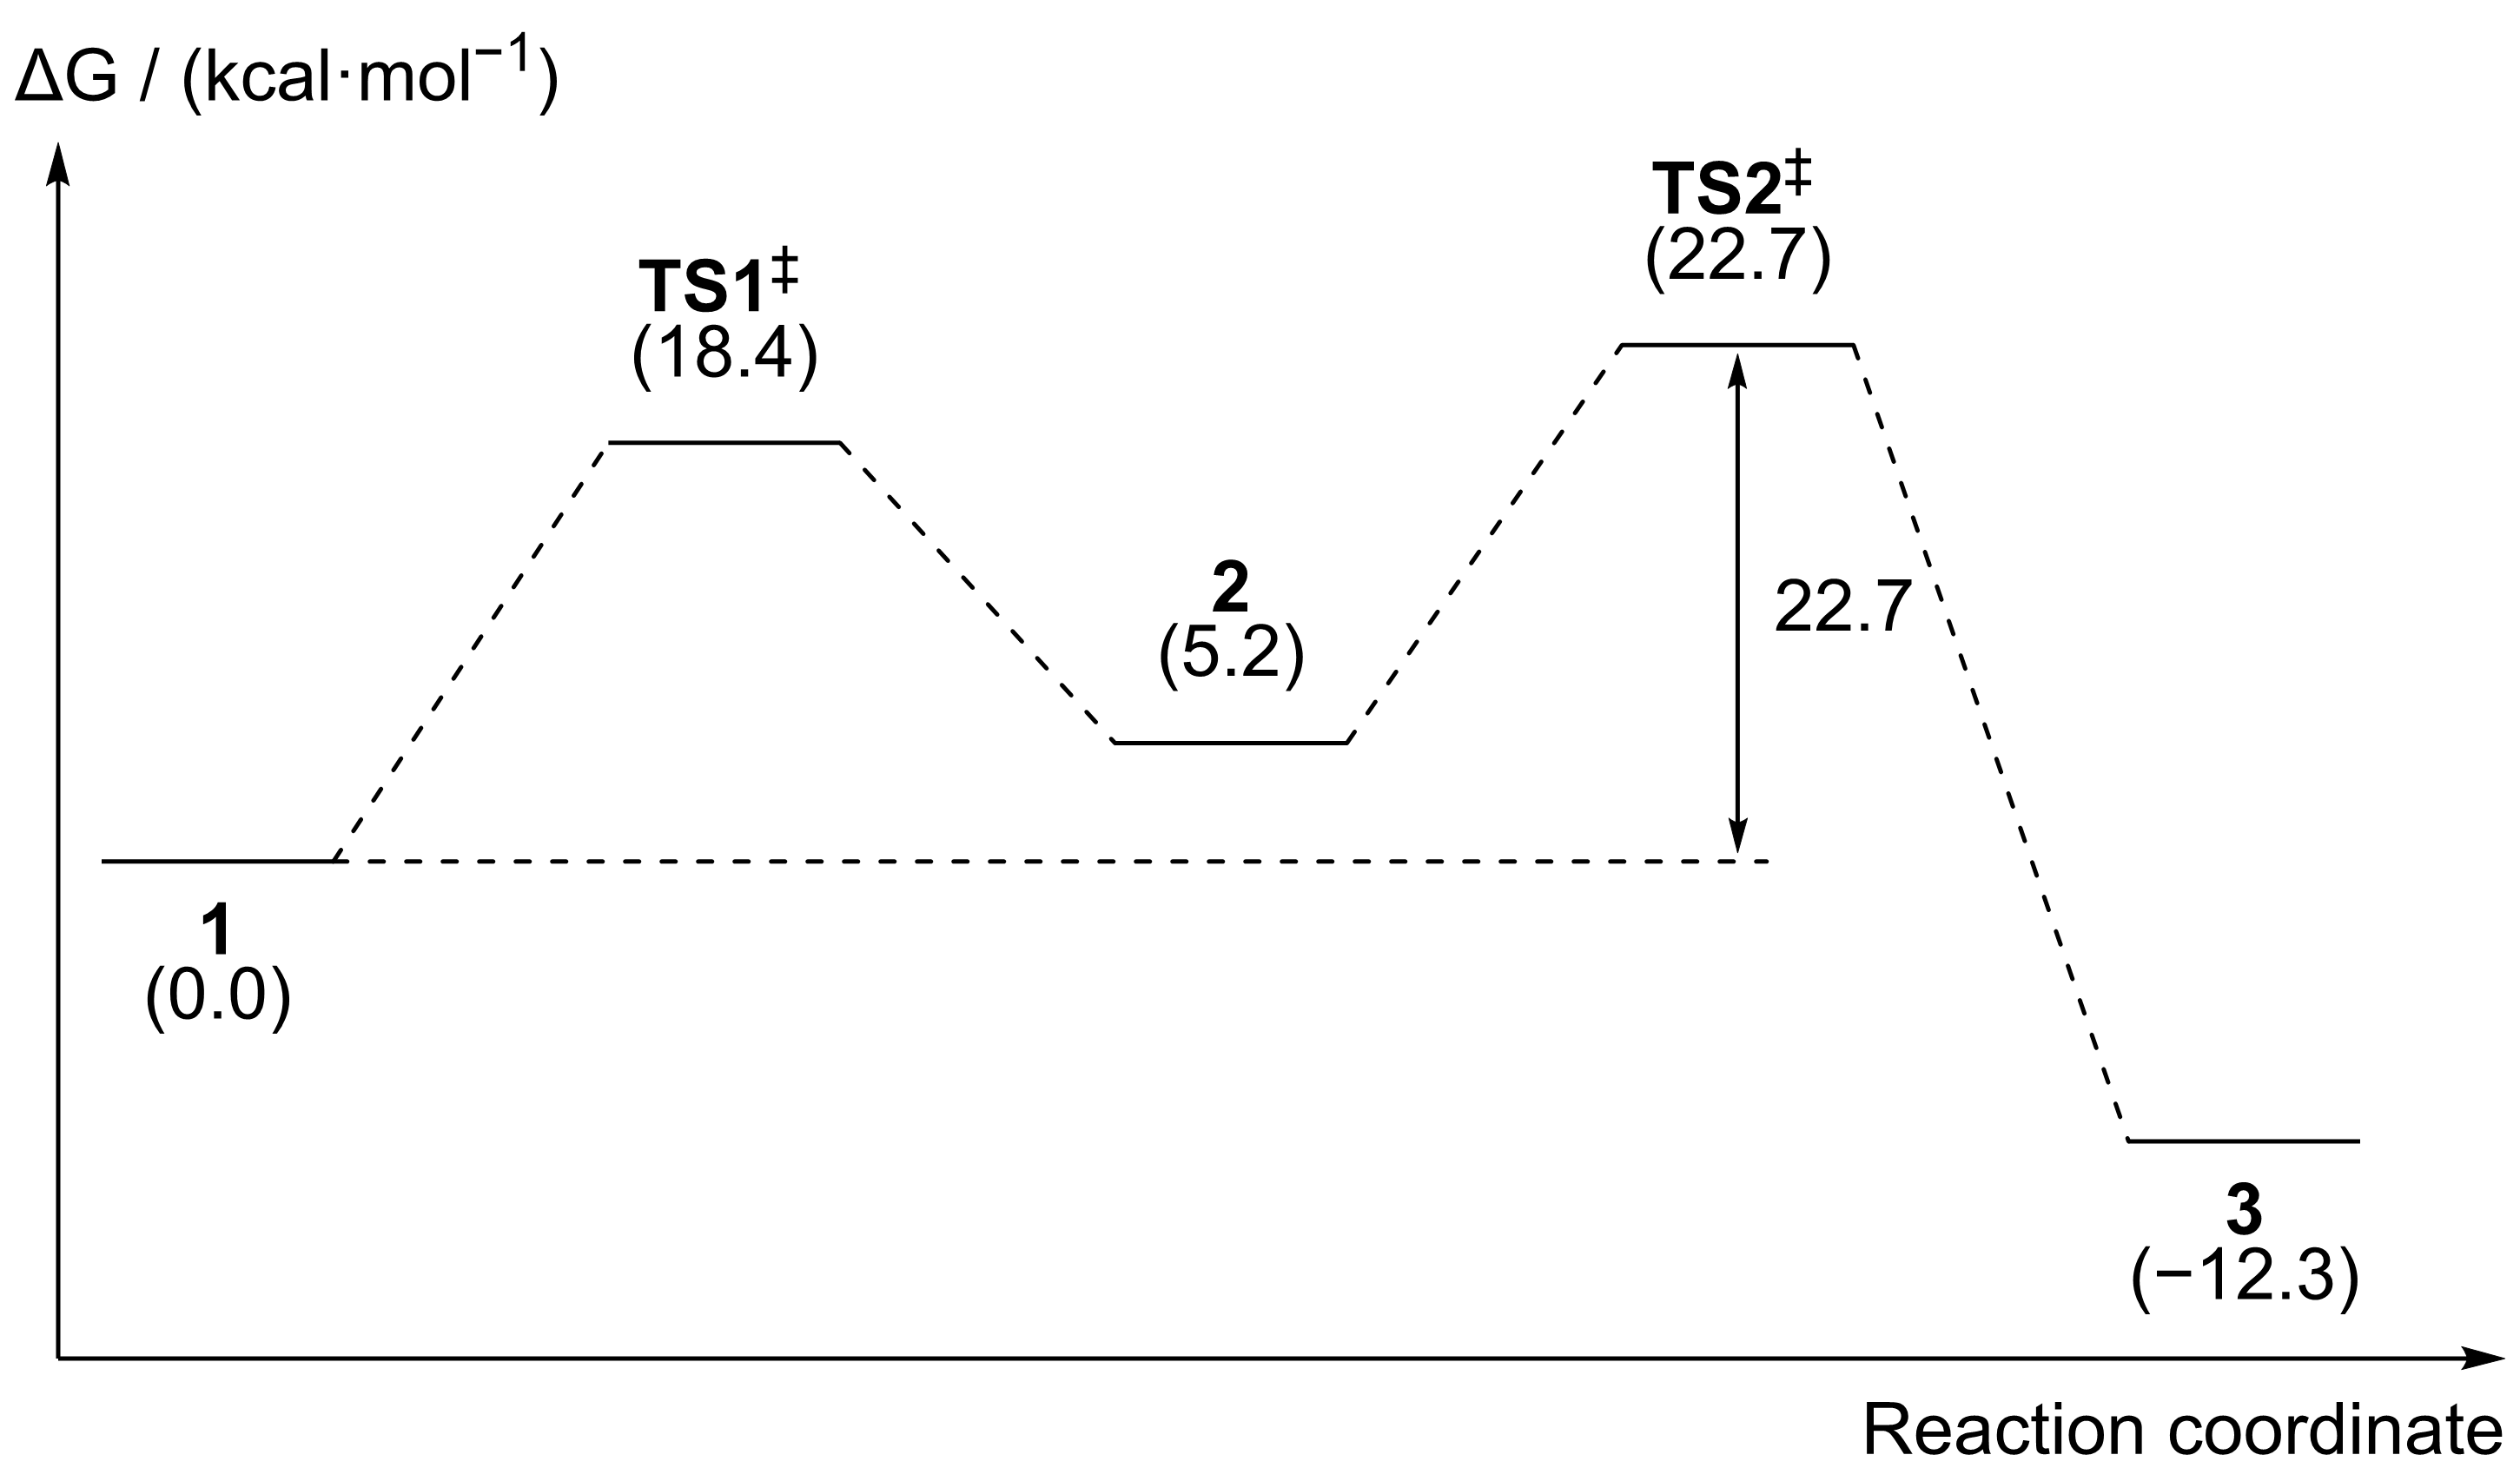 ΔG / (kcal·mol⁻¹)
TS2‡
(22.7)
TS1‡
(18.4)
2
(5.2)
22.7
1
(0.0)
3
(−12.3)
Reaction coordinate